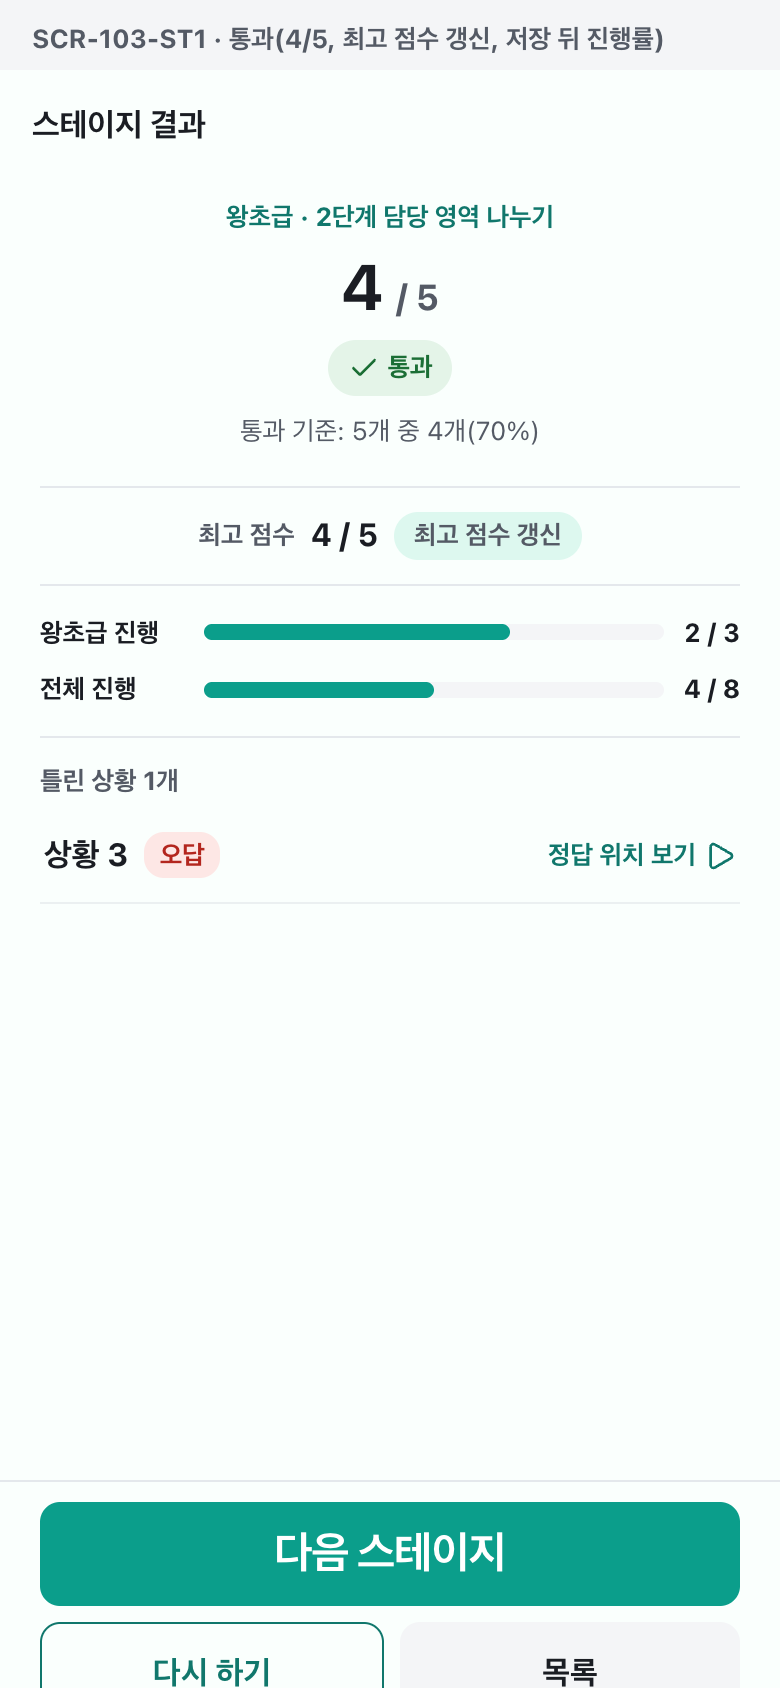 SCR-103-ST1 · 통과(4/5, 최고 점수 갱신, 저장 뒤 진행률)
스테이지 결과
왕초급 · 2단계 담당 영역 나누기
4 / 5
통과
통과 기준: 5개 중 4개(70%)
최고 점수 4 / 5 최고 점수 갱신
왕초급 진행 2 / 3
전체 진행 4 / 8
틀린 상황 1개
상황 3 오답 정답 위치 보기
다음 스테이지
다시 하기 목록